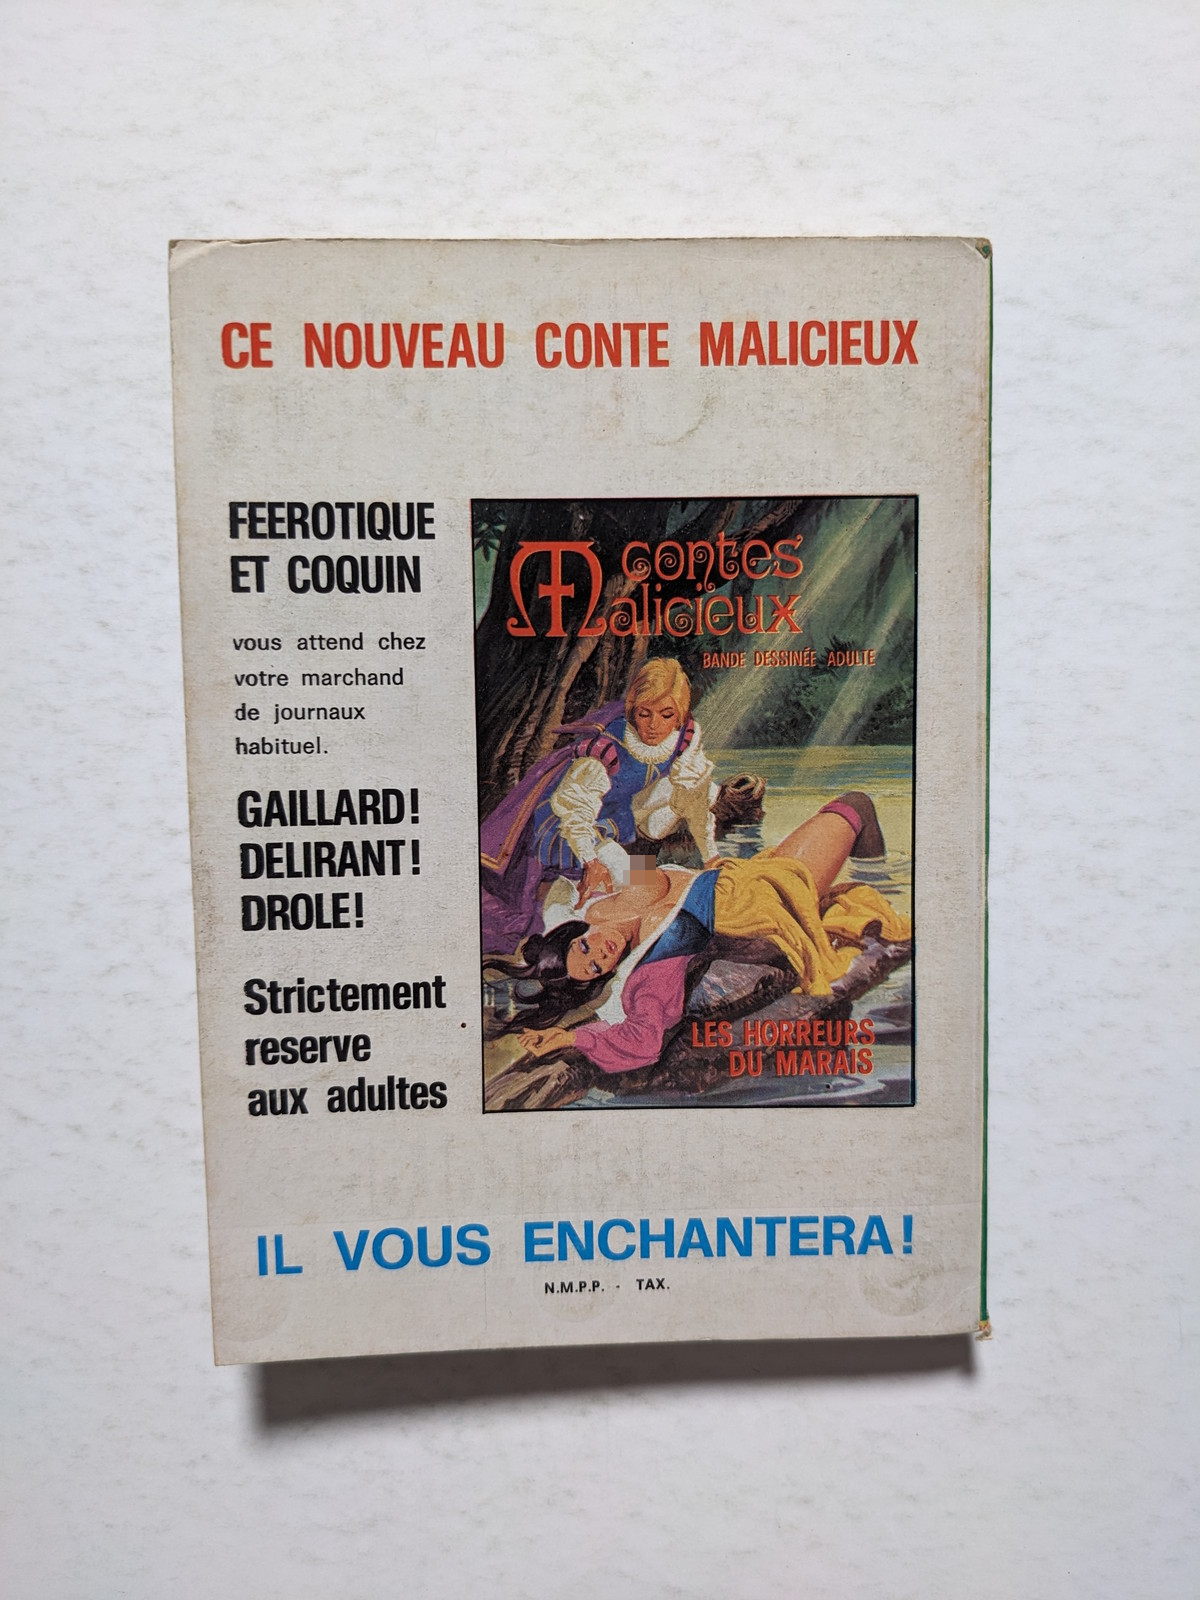 CE NOUVEAU CONTE MALICIEUX
FEEROTIQUE
ET COQUIN
vous attend chez
votre marchand
de journaux
habituel.
GAILLARD!
DELIRANT!
DROLE!
Strictement
reserve
aux adultes
contes
Malicieux
BANDE DESSINÉE ADULTE
LES HORREURS
DU MARAIS
IL VOUS ENCHANTERA!
N.M.P.P. - TAX.